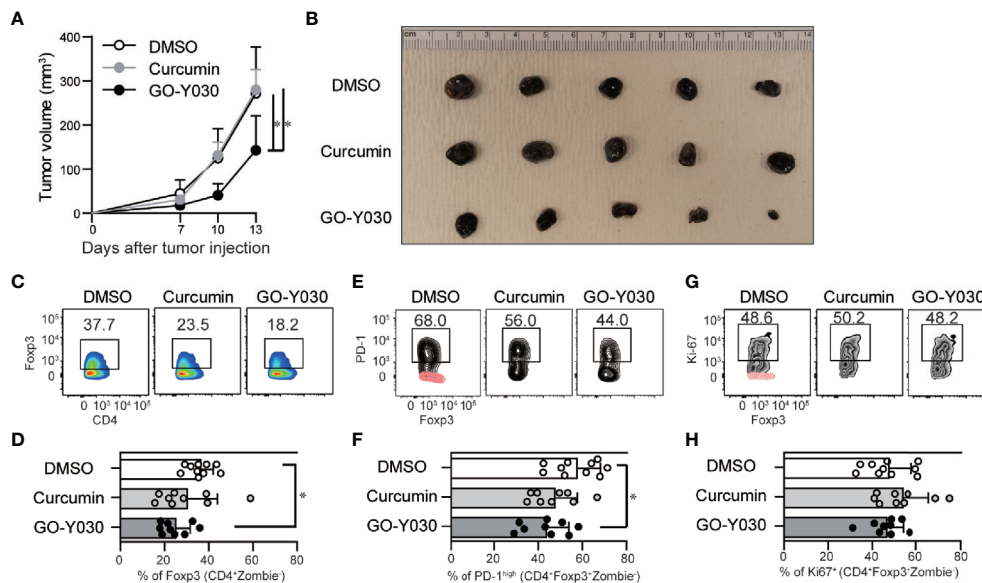 A
Tumor volume (mm³)
400
300
200
100
0
DMSO
Curcumin
GO-Y030
* *
0 7 10 13
Days after tumor injection
B
cm 1 2 3 4 5 6 7 8 9 10 11 12 13 14
DMSO
Curcumin
GO-Y030
C
DMSO Curcumin GO-Y030
Foxp3
10⁵
10⁴
10³
0
37.7 23.5 18.2
0 10³ 10⁴ 10⁵
CD4
D
DMSO
Curcumin
GO-Y030
*
0 20 40 60 80
% of Foxp3 (CD4⁺Zombie⁻)
E
DMSO Curcumin GO-Y030
PD-1
10⁵
10⁴
10³
0
68.0 56.0 44.0
0 10³ 10⁴ 10⁵
Foxp3
F
DMSO
Curcumin
GO-Y030
*
0 20 40 60 80
% of PD-1ʰⁱᵍʰ (CD4⁺Foxp3⁺Zombie⁻)
G
DMSO Curcumin GO-Y030
Ki-67
10⁵
10⁴
10³
0
48.6 50.2 48.2
0 10³ 10⁴ 10⁵
Foxp3
H
DMSO
Curcumin
GO-Y030
0 20 40 60 80
% of Ki67⁺ (CD4⁺Foxp3⁺Zombie⁻)